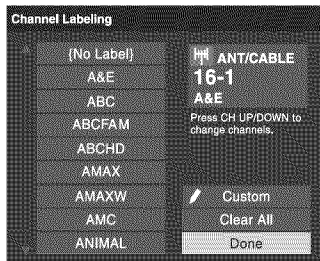 Channel Labeling
{No Label}
A&E
ABC
ABCFAM
ABCHD
AMAX
AMAXW
AMC
ANIMAL
ANT/CABLE
16-1
A&E
Press CH UP/DOWN to
change channels.
Custom
Clear All
Done